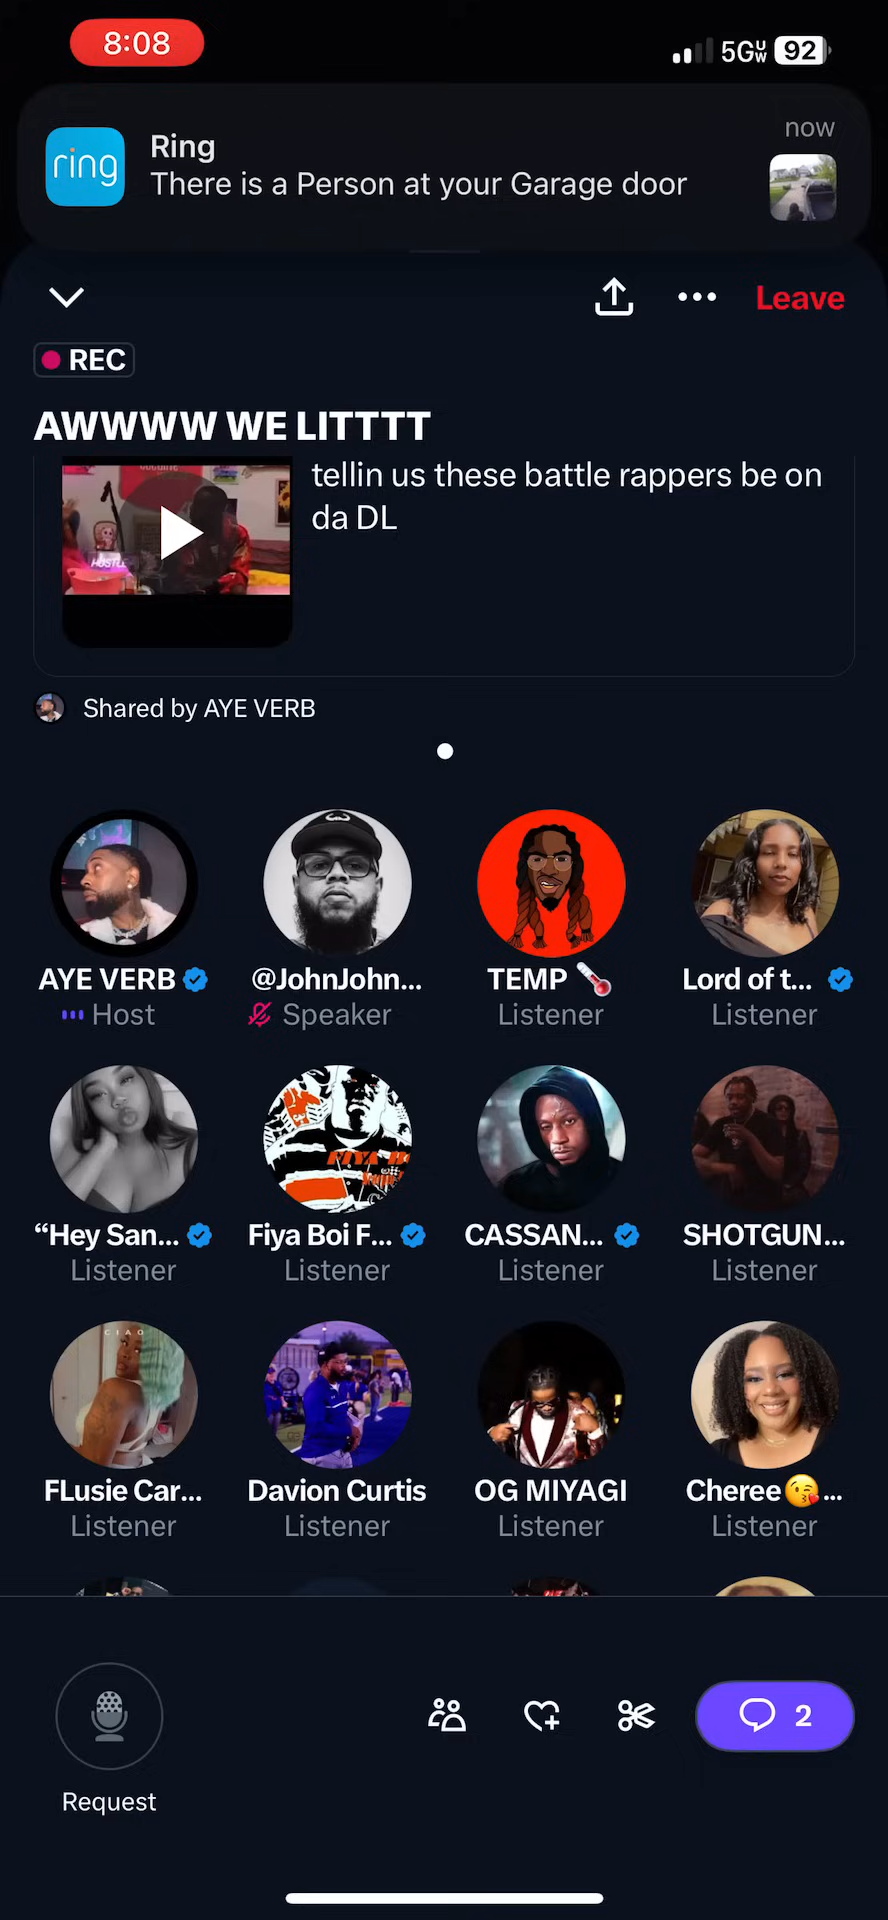 8:08
5G UW 92
ring
Ring
now
There is a Person at your Garage door
Leave
REC
AWWWW WE LITTTT
tellin us these battle rappers be on
da DL
HUSTLE
Shared by AYE VERB
AYE VERB
@JohnJohn...
TEMP 🌡️
Lord of t...
Host
Speaker
Listener
Listener
“Hey San...
Fiya Boi F...
CASSAN...
SHOTGUN...
Listener
Listener
Listener
Listener
CIAO
FLusie Car...
Davion Curtis
OG MIYAGI
Cheree😘...
Listener
Listener
Listener
Listener
2
Request